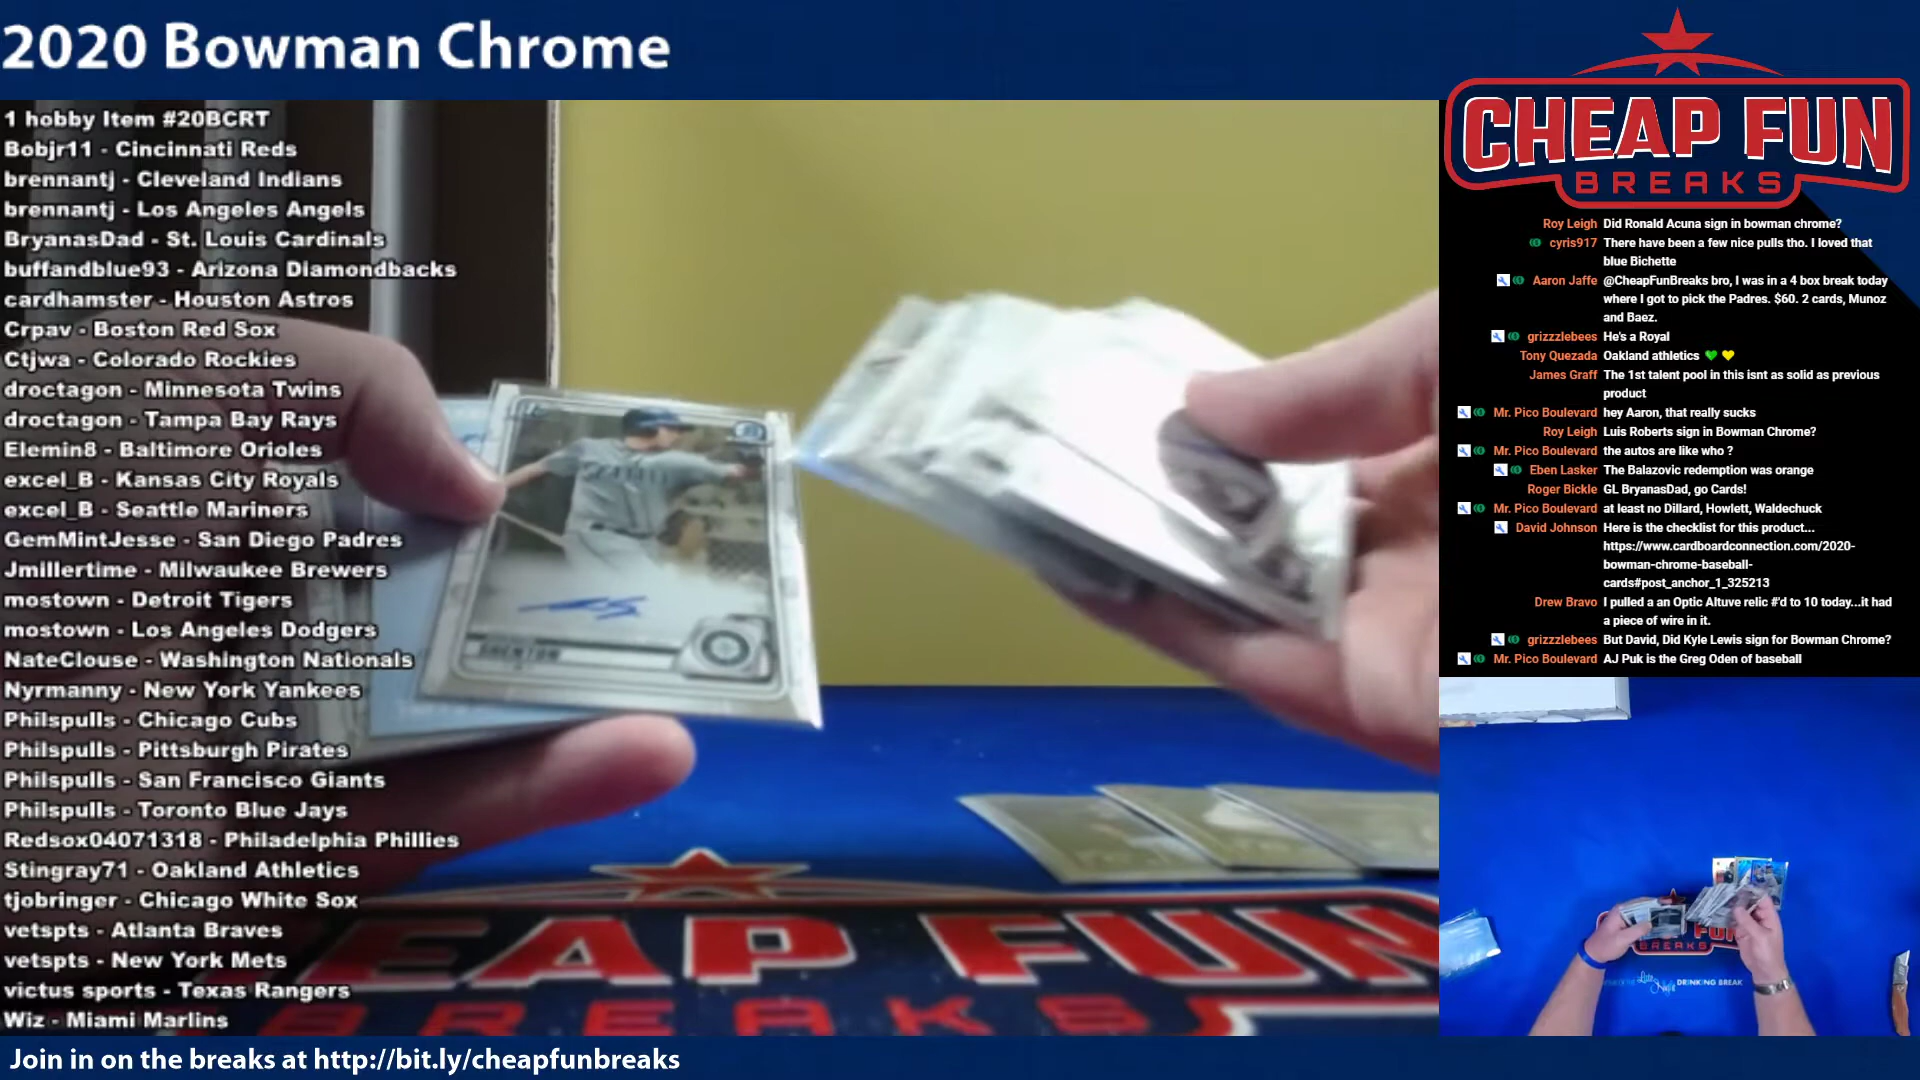 2020 Bowman Chrome
1 hobby Item #20BCRT
Bobjr11 - Cincinnati Reds
brennantj - Cleveland Indians
brennantj - Los Angeles Angels
BryanasDad - St. Louis Cardinals
buffandblue93 - Arizona Diamondbacks
cardhamster - Houston Astros
Crpav - Boston Red Sox
Ctjwa - Colorado Rockies
droctagon - Minnesota Twins
droctagon - Tampa Bay Rays
Elemin8 - Baltimore Orioles
excel_B - Kansas City Royals
excel_B - Seattle Mariners
GemMintJesse - San Diego Padres
Jmillertime - Milwaukee Brewers
mostown - Detroit Tigers
mostown - Los Angeles Dodgers
NateClouse - Washington Nationals
Nyrmanny - New York Yankees
Philspulls - Chicago Cubs
Philspulls - Pittsburgh Pirates
Philspulls - San Francisco Giants
Philspulls - Toronto Blue Jays
Redsox04071318 - Philadelphia Phillies
Stingray71 - Oakland Athletics
tjobringer - Chicago White Sox
vetspts - Atlanta Braves
vetspts - New York Mets
victus sports - Texas Rangers
Wiz - Miami Marlins
EAP FUN
BREAKS
CHEAP FUN
BREAKS
Roy Leigh Did Ronald Acuna sign in bowman chrome?
cyris917 There have been a few nice pulls tho. I loved that
blue Bichette
Aaron Jaffe @CheapFunBreaks bro, I was in a 4 box break today
where I got to pick the Padres. $60. 2 cards, Munoz
and Baez.
grizzzlebees He's a Royal
Tony Quezada Oakland athletics 💚 💛
James Graff The 1st talent pool in this isnt as solid as previous
product
Mr. Pico Boulevard hey Aaron, that really sucks
Roy Leigh Luis Roberts sign in Bowman Chrome?
Mr. Pico Boulevard the autos are like who ?
Eben Lasker The Balazovic redemption was orange
Roger Bickle GL BryanasDad, go Cards!
Mr. Pico Boulevard at least no Dillard, Howlett, Waldechuck
David Johnson Here is the checklist for this product...
https://www.cardboardconnection.com/2020-
bowman-chrome-baseball-
cards#post_anchor_1_325213
Drew Bravo I pulled a an Optic Altuve relic #'d to 10 today...it had
a piece of wire in it.
grizzzlebees But David, Did Kyle Lewis sign for Bowman Chrome?
Mr. Pico Boulevard AJ Puk is the Greg Oden of baseball
FUN
BREAKS
Late Night DRINKING BREAK
Join in on the breaks at http://bit.ly/cheapfunbreaks